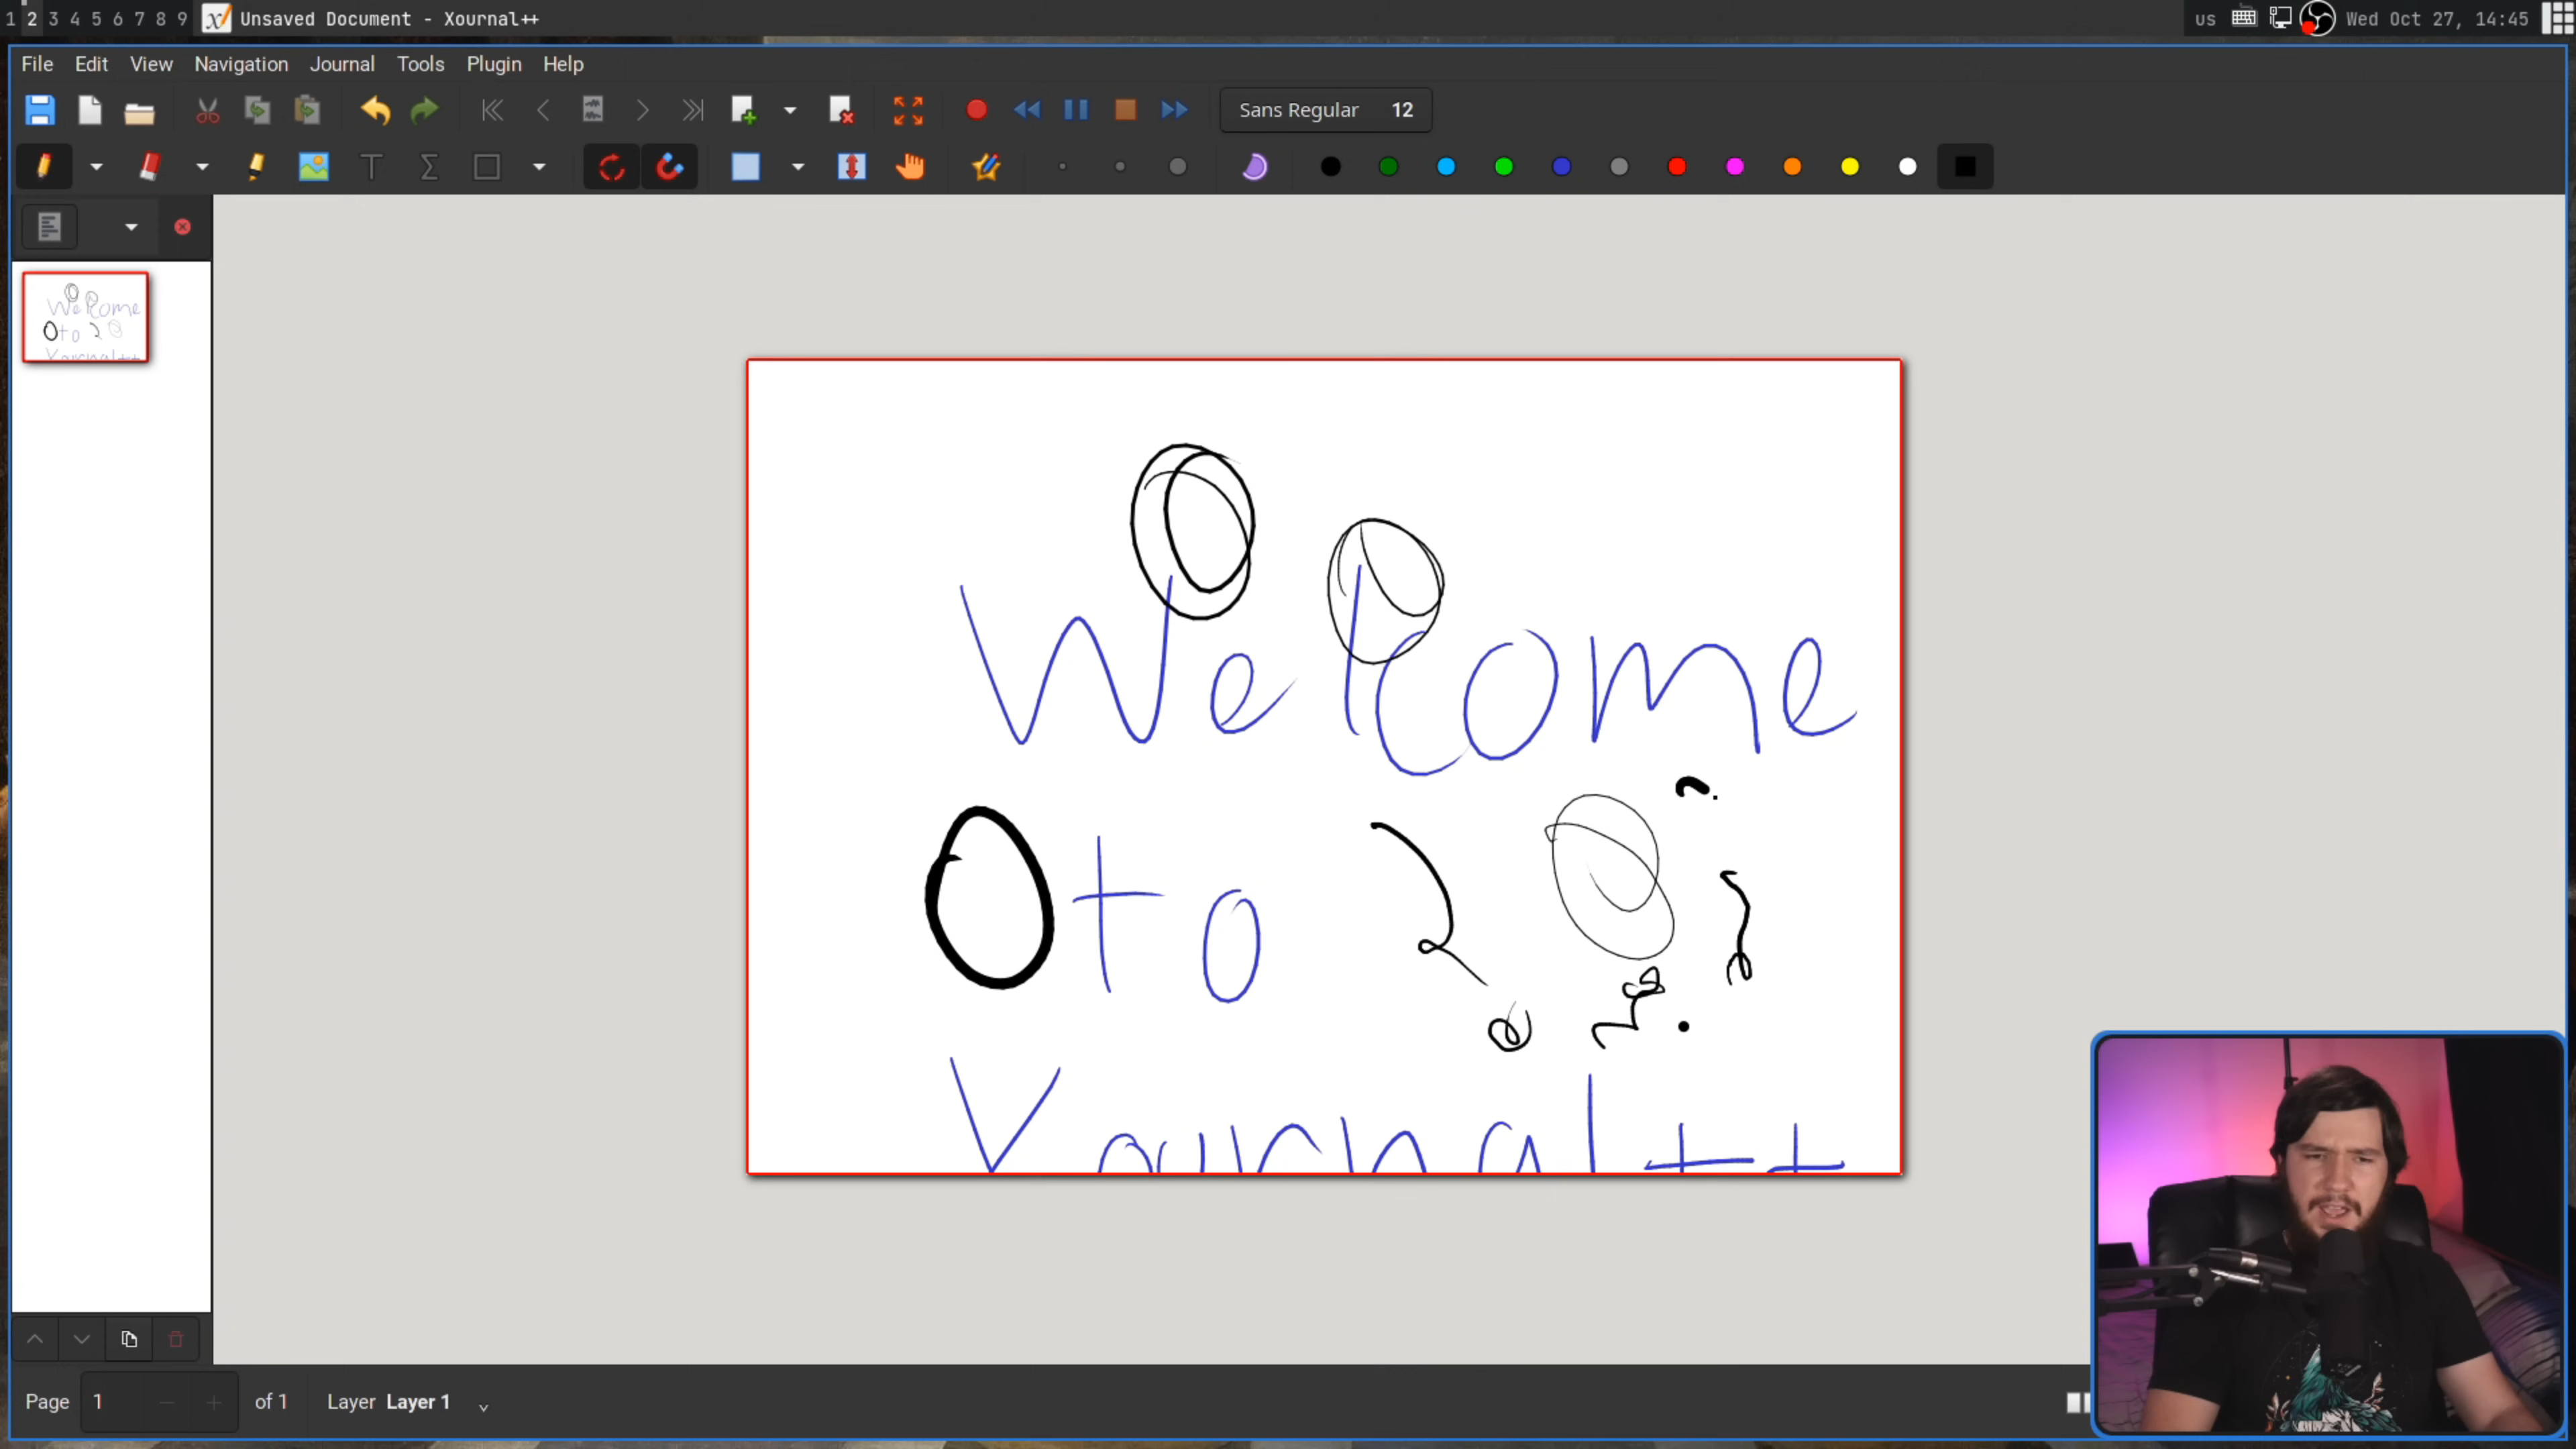 1 2 3 4 5 6 7 8 9 Unsaved Document - Xournal++ us Wed Oct 27, 14:45
File Edit View Navigation Journal Tools Plugin Help
Sans Regular 12
Welcome
to
Page 1 of 1 Layer Layer 1